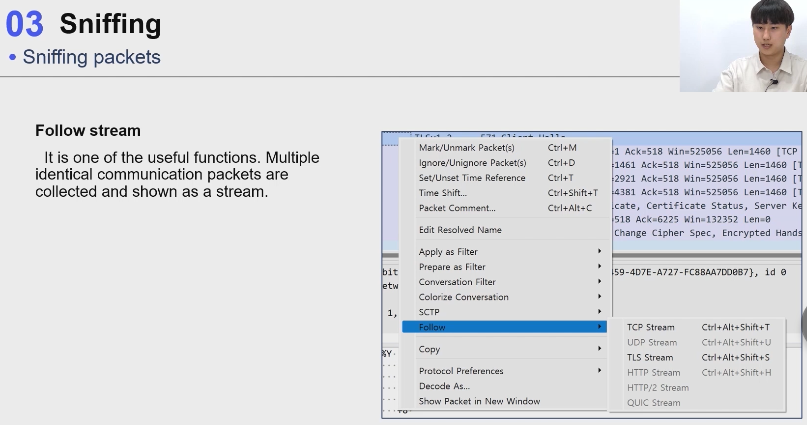 03 Sniffing
• Sniffing packets
Follow stream
It is one of the useful functions. Multiple
identical communication packets are
collected and shown as a stream.
Mark/Unmark Packet(s) Ctrl+M
Ignore/Unignore Packet(s) Ctrl+D
Set/Unset Time Reference Ctrl+T
Time Shift... Ctrl+Shift+T
Packet Comment... Ctrl+Alt+C
Edit Resolved Name
Apply as Filter
Prepare as Filter
Conversation Filter
Colorize Conversation
SCTP
Follow
Copy
Protocol Preferences
Decode As...
Show Packet in New Window
TCP Stream Ctrl+Alt+Shift+T
UDP Stream Ctrl+Alt+Shift+U
TLS Stream Ctrl+Alt+Shift+S
HTTP Stream Ctrl+Alt+Shift+H
HTTP/2 Stream
QUIC Stream
1 Ack=518 Win=525056 Len=1460 [TCP
1461 Ack=518 Win=525056 Len=1460 [T
2921 Ack=518 Win=525056 Len=1460 [T
4381 Ack=518 Win=525056 Len=1460 [T
icate, Certificate Status, Server Ke
518 Ack=6225 Win=132352 Len=0
Change Cipher Spec, Encrypted Hands
bit
459-4D7E-A727-FC88AA7DD0B7}, id 0
etw
1,
%Y